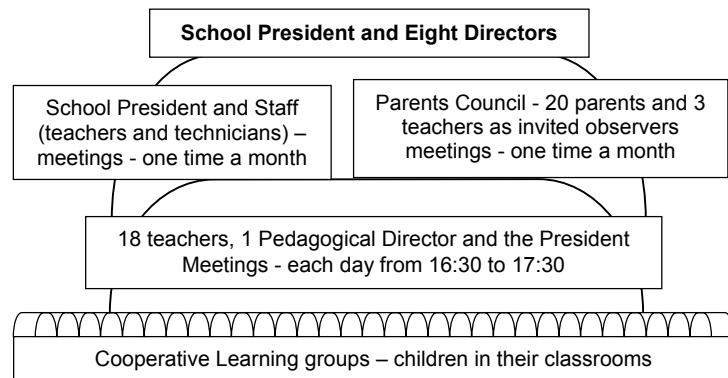 School President and Eight Directors
School President and Staff
(teachers and technicians) –
meetings - one time a month
Parents Council - 20 parents and 3
teachers as invited observers
meetings - one time a month
18 teachers, 1 Pedagogical Director and the President
Meetings - each day from 16:30 to 17:30
Cooperative Learning groups – children in their classrooms